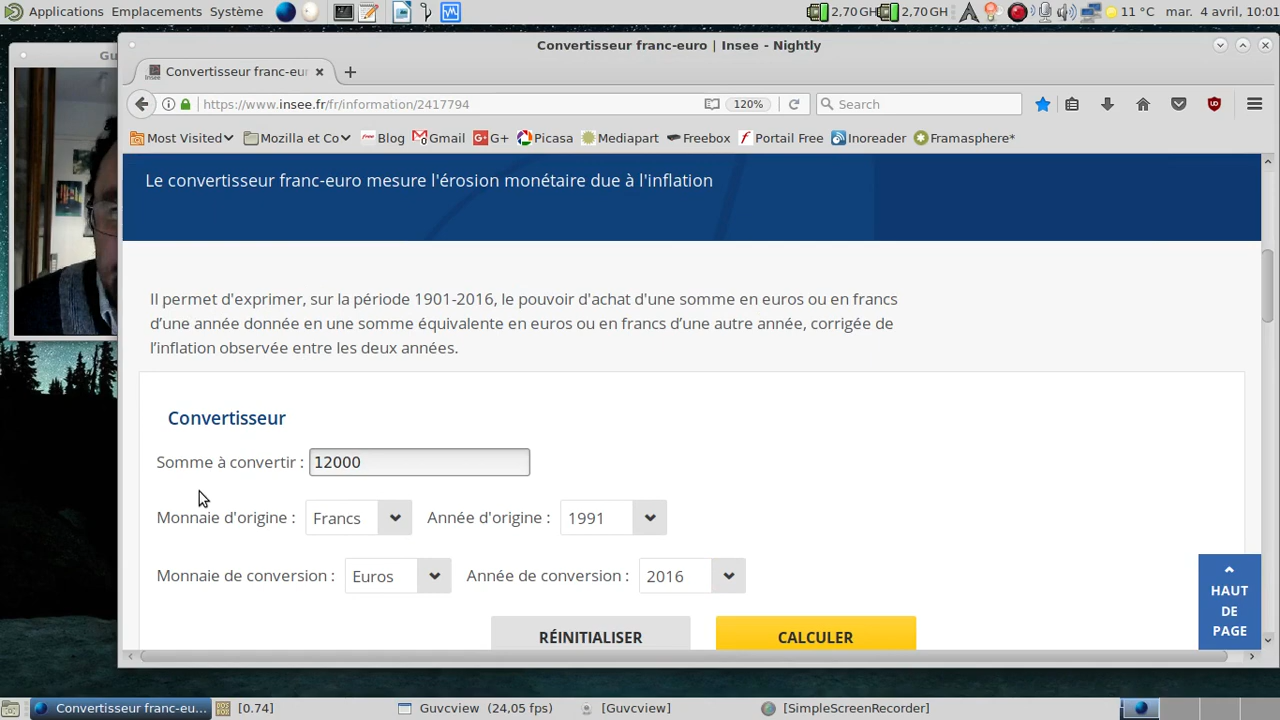 Applications Emplacements Système 2,70 GH 2,70 GH 11 °C mar. 4 avril, 10:01
Gu
Convertisseur franc-euro | Insee - Nightly
Insee Convertisseur franc-eur
https://www.insee.fr/fr/information/2417794 120% Search
Most Visited Mozilla et Co Blog Gmail G+ Picasa Mediapart Freebox Portail Free Inoreader Framasphere*
Le convertisseur franc-euro mesure l'érosion monétaire due à l'inflation
Il permet d'exprimer, sur la période 1901-2016, le pouvoir d'achat d'une somme en euros ou en francs
d’une année donnée en une somme équivalente en euros ou en francs d’une autre année, corrigée de
l’inflation observée entre les deux années.
Convertisseur
Somme à convertir : 12000
Monnaie d'origine : Francs Année d'origine : 1991
Monnaie de conversion : Euros Année de conversion : 2016
HAUT
DE
PAGE
RÉINITIALISER CALCULER
Convertisseur franc-eu... [0.74] Guvcview (24,05 fps) [Guvcview] [SimpleScreenRecorder]